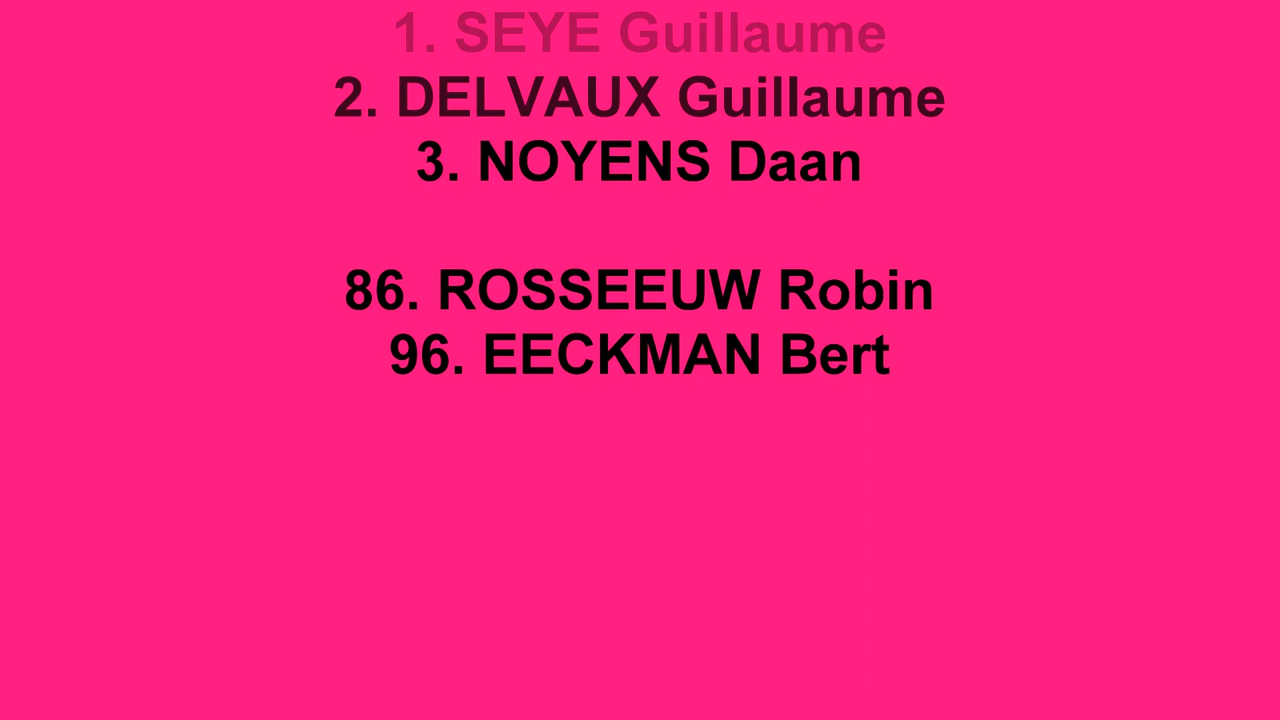 1. SEYE Guillaume
2. DELVAUX Guillaume
3. NOYENS Daan
86. ROSSEEUW Robin
96. EECKMAN Bert